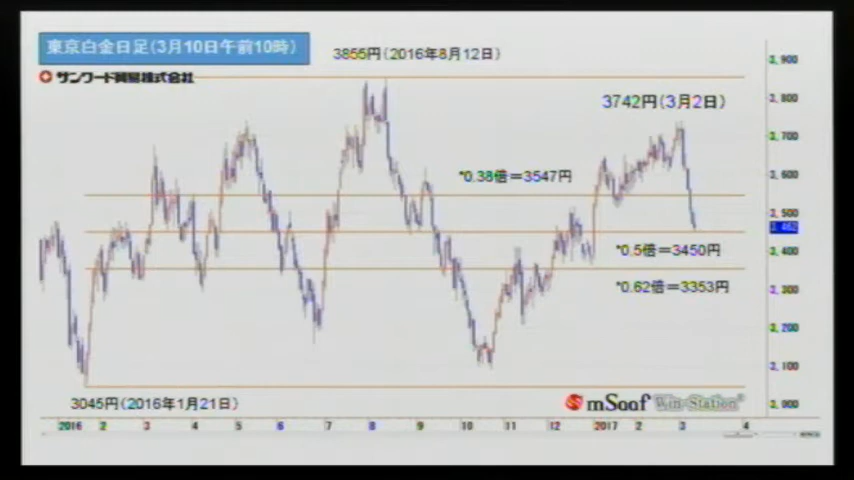 東京白金日足(3月10日午前10時)
3855円(2016年8月12日)
サンワード貿易株式会社
3742円(3月2日)
*0.38倍=3547円
*0.5倍=3450円
*0.62倍=3353円
3045円(2016年1月21日)
mSaaf Win-Station
3,900
3,800
3,700
3,600
3,500
3,462
3,400
3,300
3,200
3,100
3,000
2016 2 3 4 5 6 7 8 9 10 11 12 2017 2 3 4